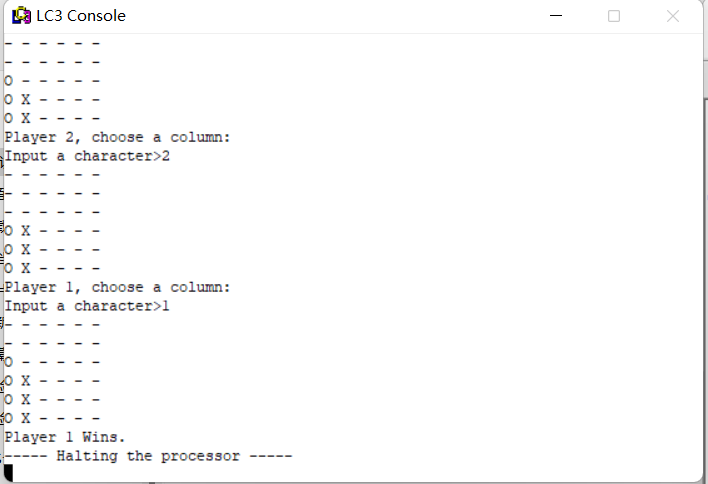 LC3 Console
- - - - - -
- - - - - -
O - - - - -
O X - - - -
O X - - - -
Player 2, choose a column:
Input a character>2
- - - - - -
- - - - - -
- - - - - -
O X - - - -
O X - - - -
O X - - - -
Player 1, choose a column:
Input a character>1
- - - - - -
- - - - - -
O - - - - -
O X - - - -
O X - - - -
O X - - - -
Player 1 Wins.
----- Halting the processor -----